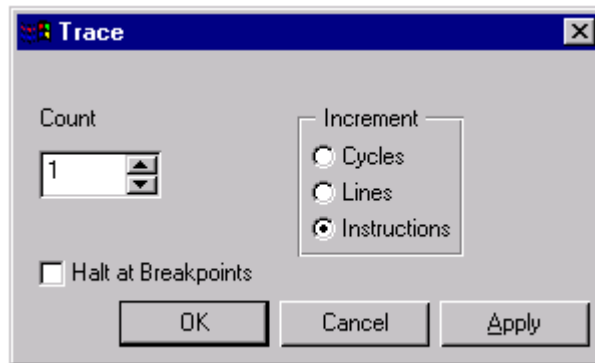 Trace
Count
1
Increment
Cycles
Lines
Instructions
Halt at Breakpoints
OK
Cancel
Apply